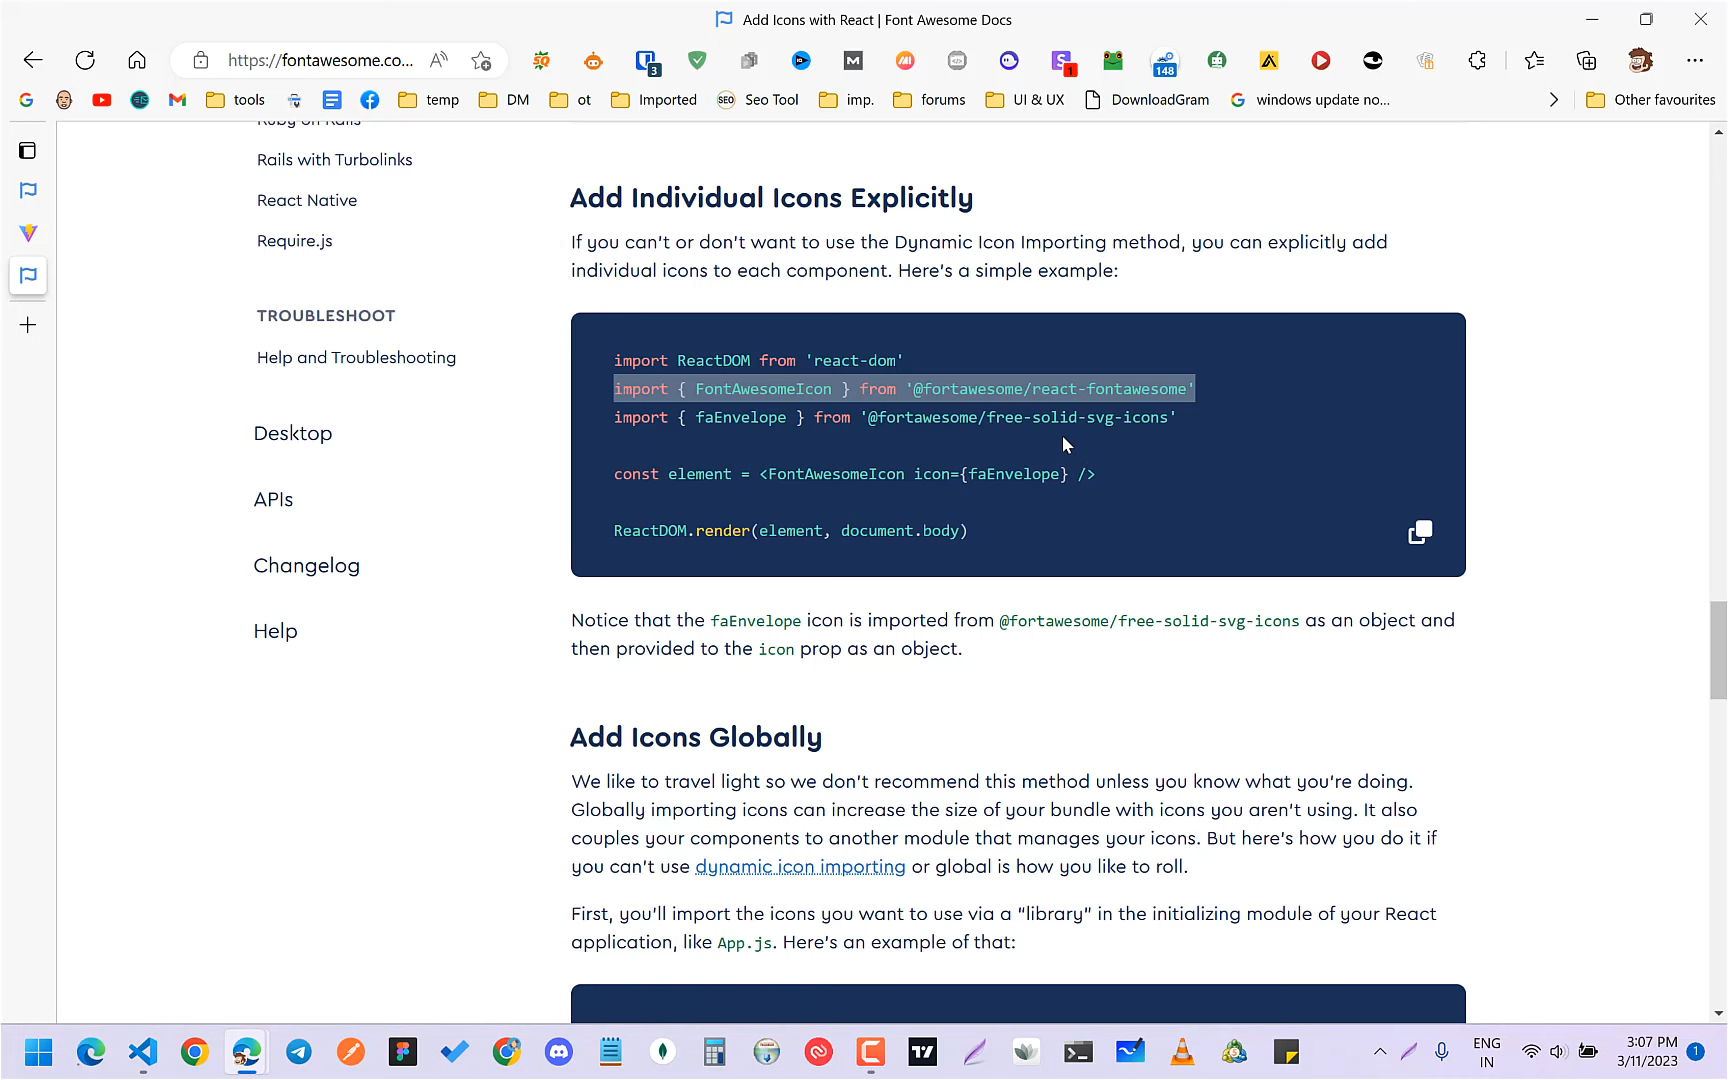 Add Icons with React | Font Awesome Docs
https://fontawesome.co...
3
1
148
tools
temp
DM
ot
Imported
SEO
Seo Tool
imp.
forums
UI & UX
DownloadGram
windows update no...
Other favourites
Ruby on Rails
Rails with Turbolinks
React Native
Require.js
TROUBLESHOOT
Help and Troubleshooting
Desktop
APIs
Changelog
Help
Add Individual Icons Explicitly
If you can't or don't want to use the Dynamic Icon Importing method, you can explicitly add
individual icons to each component. Here's a simple example:
import ReactDOM from 'react-dom'
import { FontAwesomeIcon } from '@fortawesome/react-fontawesome'
import { faEnvelope } from '@fortawesome/free-solid-svg-icons'
const element = <FontAwesomeIcon icon={faEnvelope} />
ReactDOM.render(element, document.body)
Notice that the faEnvelope icon is imported from @fortawesome/free-solid-svg-icons as an object and
then provided to the icon prop as an object.
Add Icons Globally
We like to travel light so we don't recommend this method unless you know what you're doing.
Globally importing icons can increase the size of your bundle with icons you aren't using. It also
couples your components to another module that manages your icons. But here's how you do it if
you can't use dynamic icon importing or global is how you like to roll.
First, you'll import the icons you want to use via a “library” in the initializing module of your React
application, like App.js. Here's an example of that:
ENG
IN
3:07 PM
3/11/2023
1